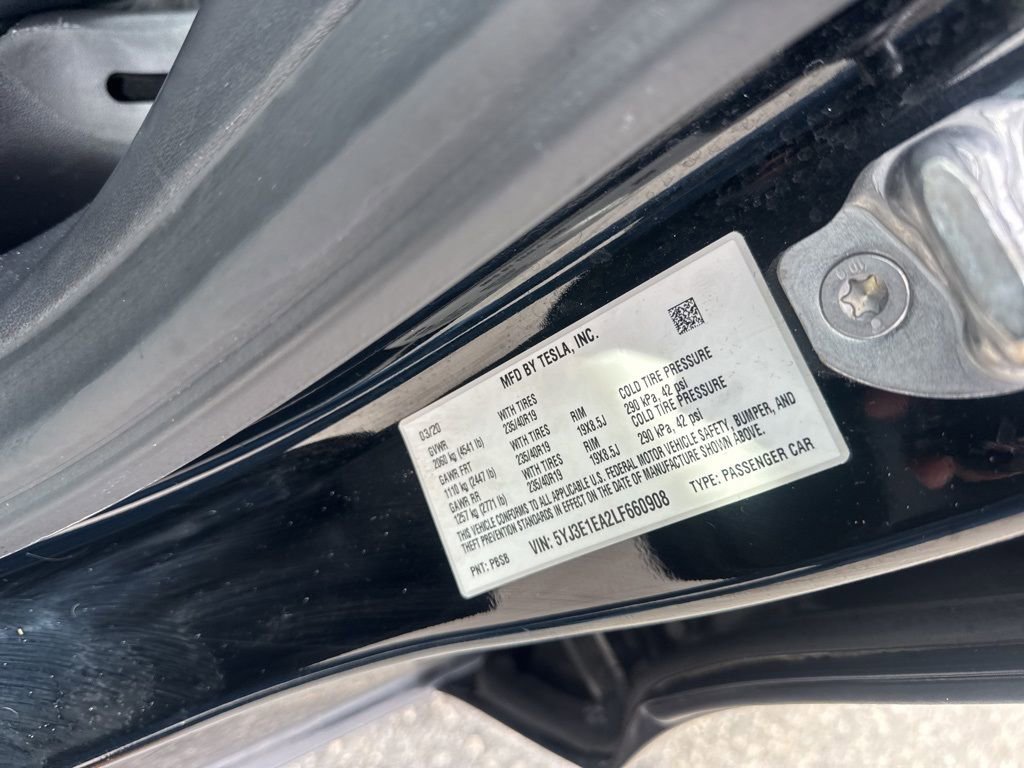 MFD BY TESLA, INC.
03/20
GVWR WITH TIRES
2060 kg (4541 lb) 235/40R19 RIM COLD TIRE PRESSURE
GAWR FRT WITH TIRES 19X8.5J 290 kPa, 42 psi
1110 kg (2447 lb) 235/40R19 RIM COLD TIRE PRESSURE
GAWR RR WITH TIRES 19X8.5J 290 kPa, 42 psi
1257 kg (2771 lb) 235/40R19
THIS VEHICLE CONFORMS TO ALL APPLICABLE U.S. FEDERAL MOTOR VEHICLE SAFETY, BUMPER, AND
THEFT PREVENTION STANDARDS IN EFFECT ON THE DATE OF MANUFACTURE SHOWN ABOVE.
PNT: PBSB VIN: 5YJ3E1EA2LF660908 TYPE: PASSENGER CAR